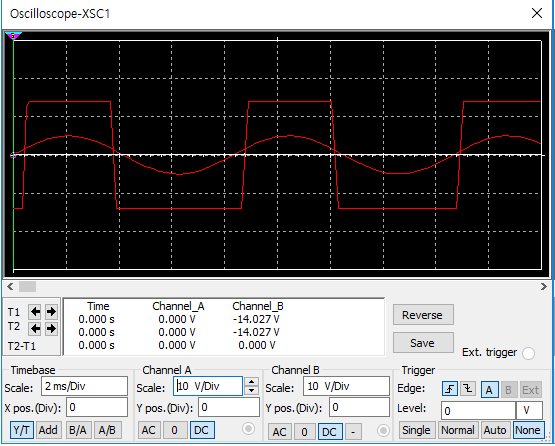 Oscilloscope-XSC1
Time Channel_A Channel_B
T1 0.000 s 0.000 V -14.027 V
T2 0.000 s 0.000 V -14.027 V
T2-T1 0.000 s 0.000 V 0.000 V
Reverse
Save
Ext. trigger
Timebase Channel A Channel B Trigger
Scale: 2 ms/Div Scale: 10 V/Div Scale: 10 V/Div Edge: A B Ext
X pos.(Div): 0 Y pos.(Div): 0 Y pos.(Div): 0 Level: 0 V
Y/T Add B/A A/B AC 0 DC AC 0 DC - Single Normal Auto None